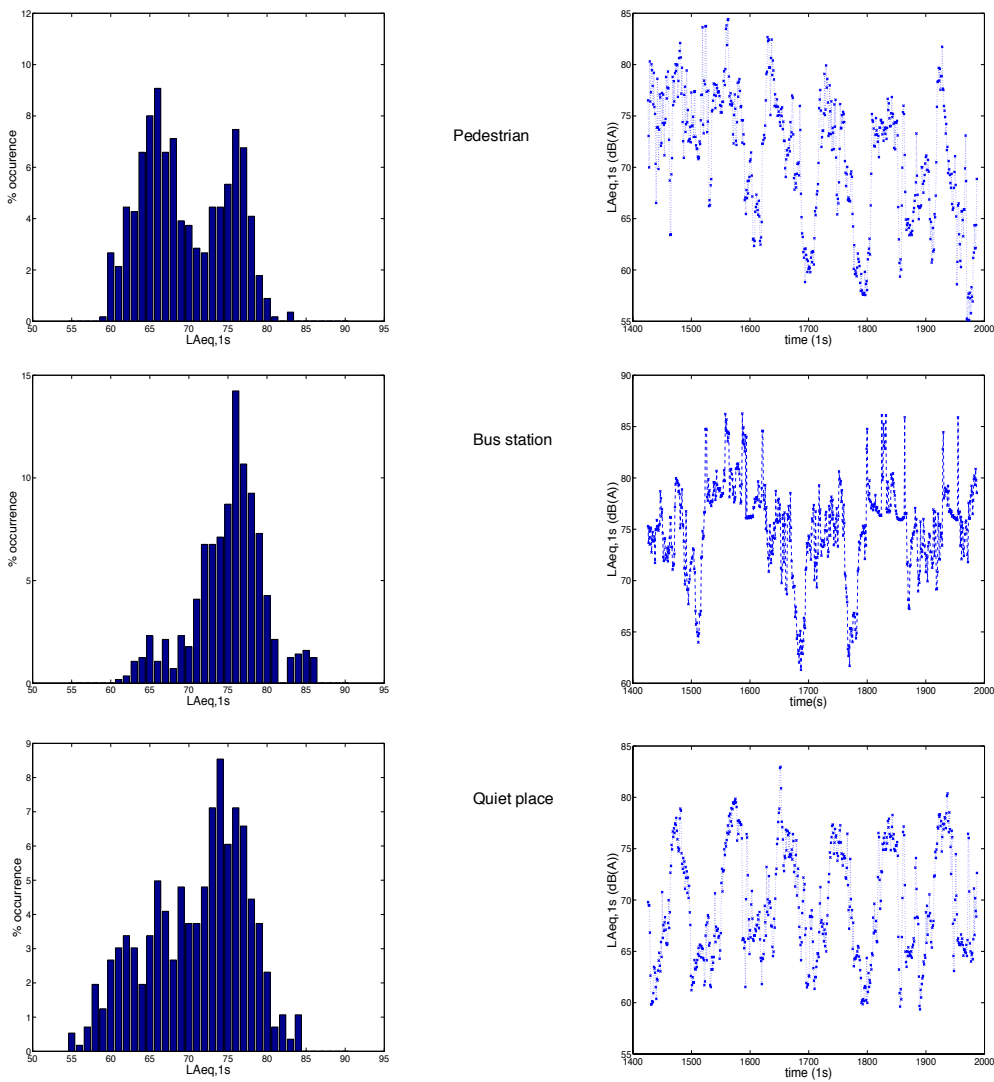 12
10
8
6
4
2
0
% occurrence
50 55 60 65 70 75 80 85 90 95
LAeq,1s
Pedestrian
85
80
75
70
65
60
55
LAeq,1s (dB(A))
1400 1500 1600 1700 1800 1900 2000
time (1s)
15
10
5
0
% occurrence
50 55 60 65 70 75 80 85 90 95
LAeq,1s
Bus station
90
85
80
75
70
65
60
LAeq,1s (dB(A))
1400 1500 1600 1700 1800 1900 2000
time(s)
9
8
7
6
5
4
3
2
1
0
% occurrence
50 55 60 65 70 75 80 85 90 95
LAeq,1s
Quiet place
85
80
75
70
65
60
55
LAeq,1s (dB(A))
1400 1500 1600 1700 1800 1900 2000
time (1s)